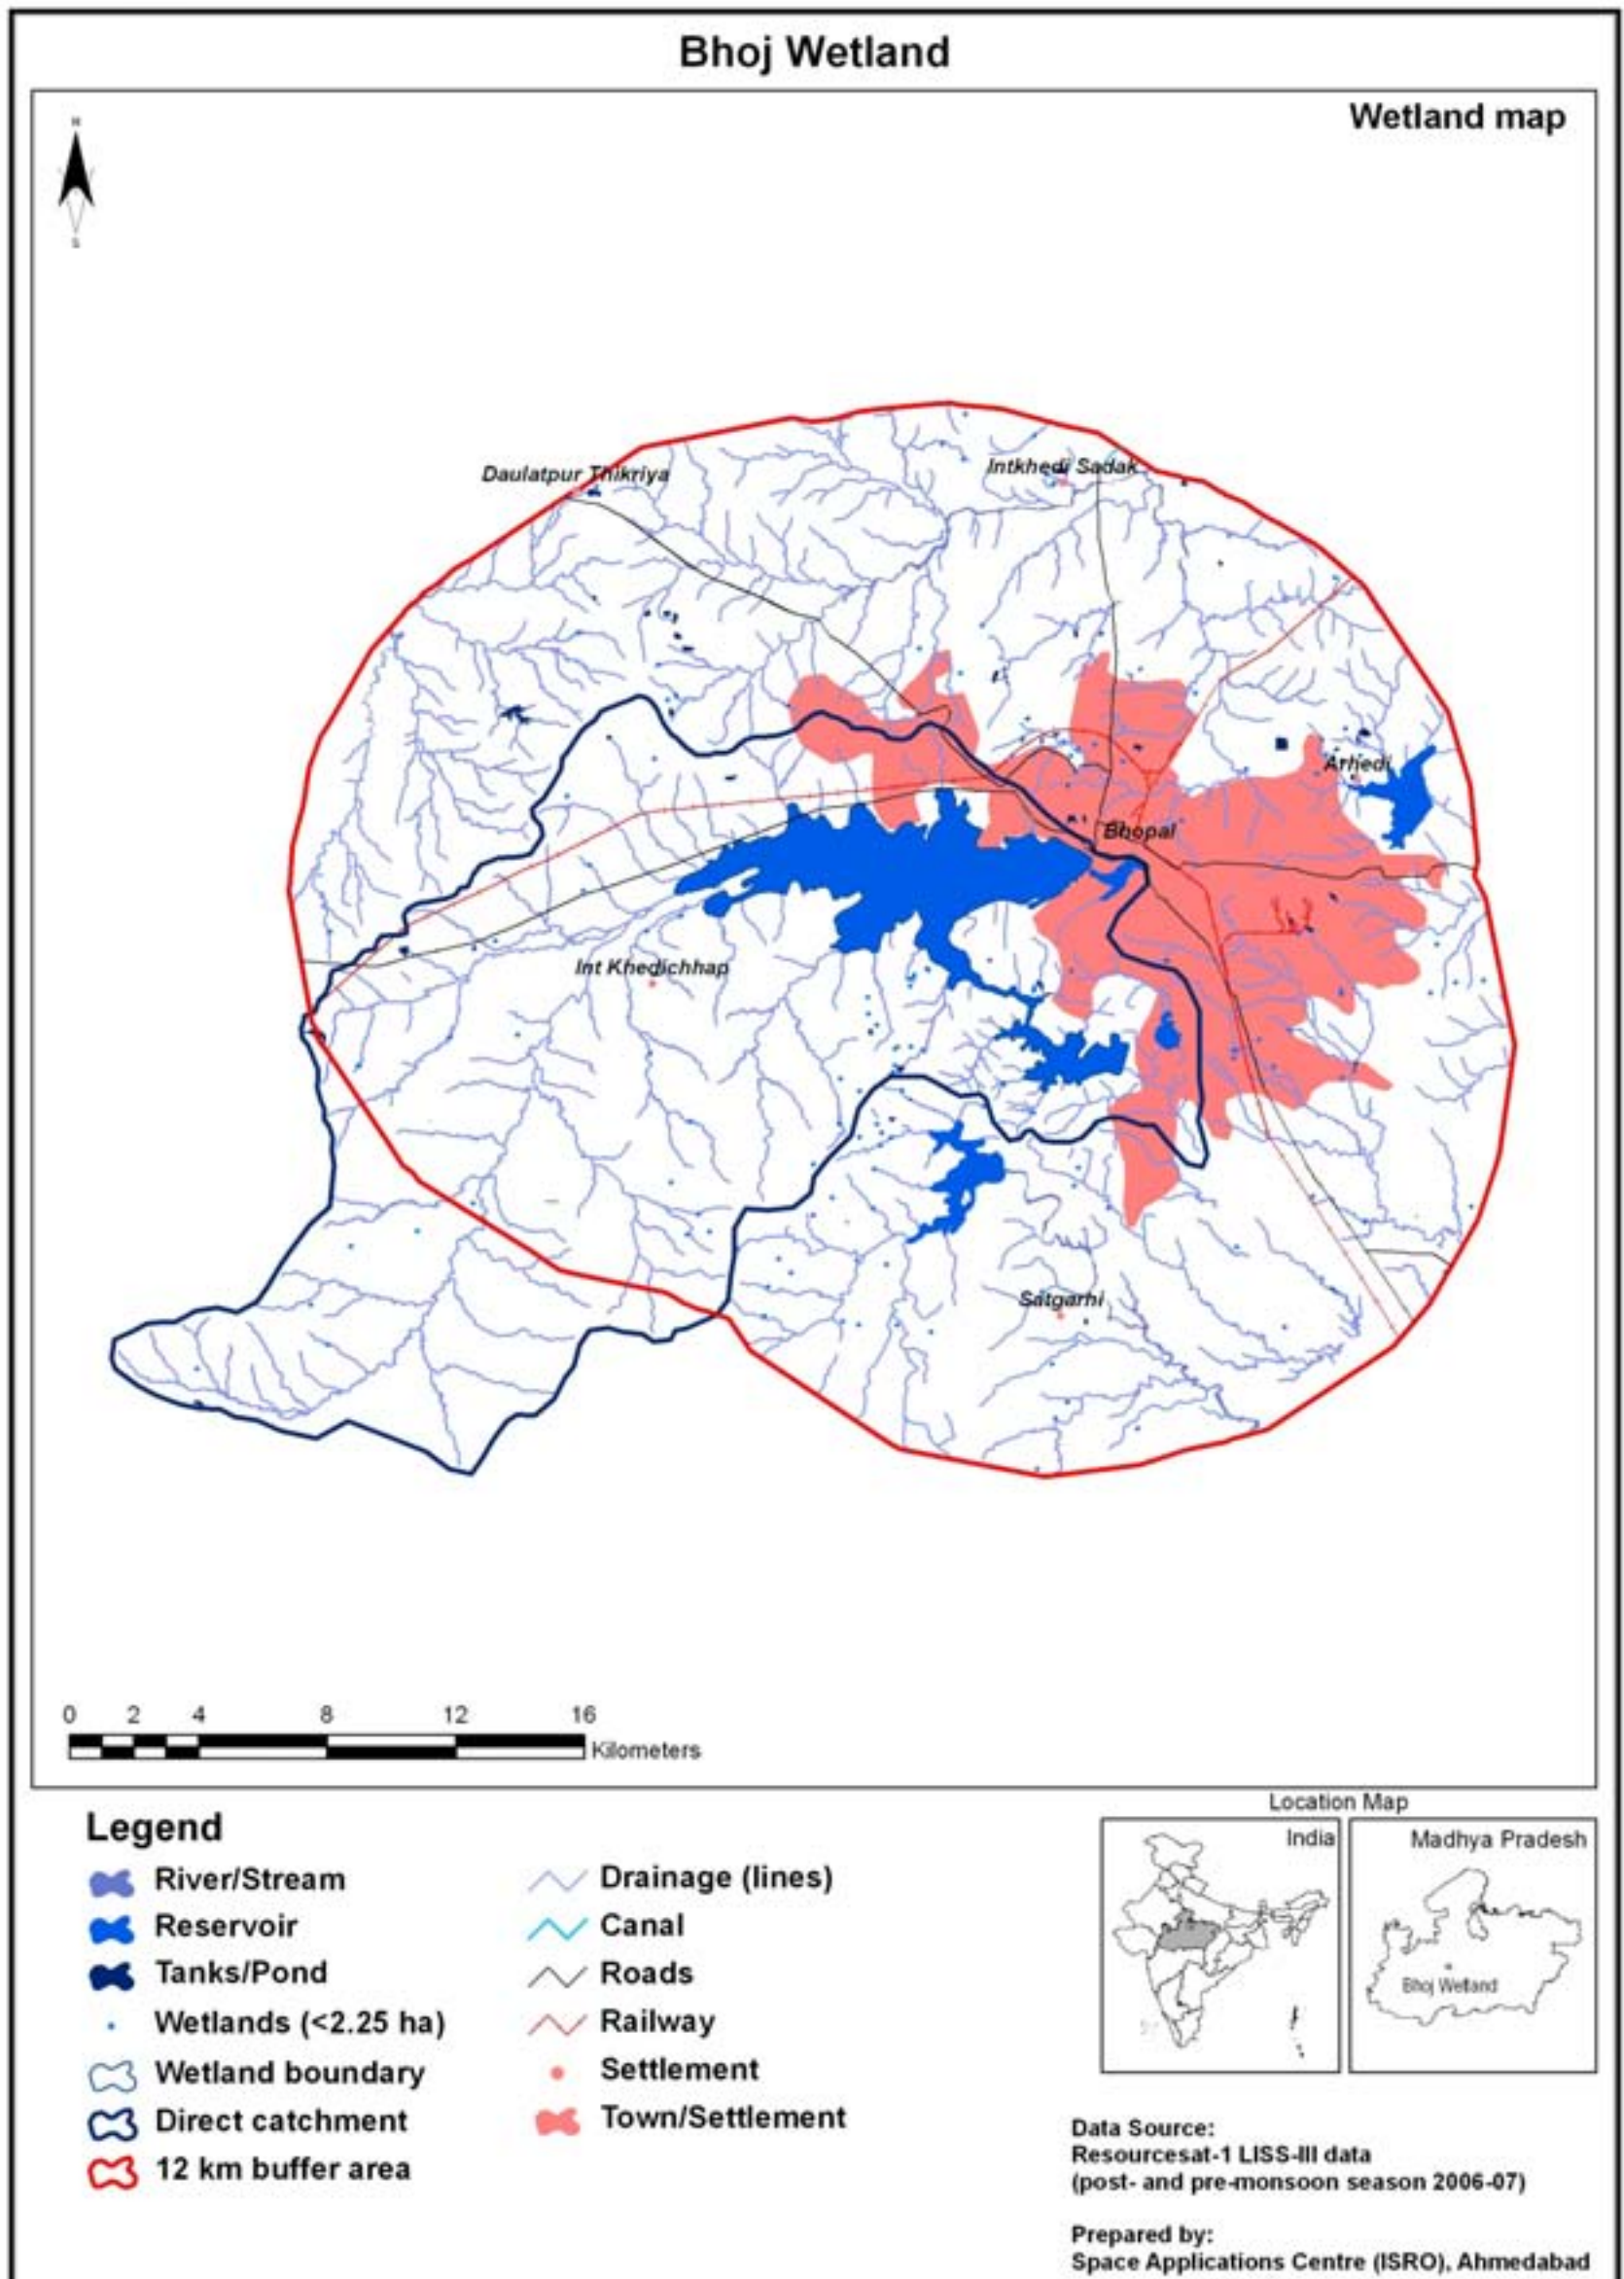 Bhoj Wetland
Wetland map
N
S
Daulatpur Thikriya
Intkhedi Sadak
Arhedi
Bhopal
Int Khedichhap
Satgarhi
0 2 4 8 12 16
Kilometers
Legend
River/Stream
Reservoir
Tanks/Pond
Wetlands (<2.25 ha)
Wetland boundary
Direct catchment
12 km buffer area
Drainage (lines)
Canal
Roads
Railway
Settlement
Town/Settlement
Location Map
India
Madhya Pradesh
Bhoj Wetland
Data Source:
Resourcesat-1 LISS-III data
(post- and pre-monsoon season 2006-07)
Prepared by:
Space Applications Centre (ISRO), Ahmedabad